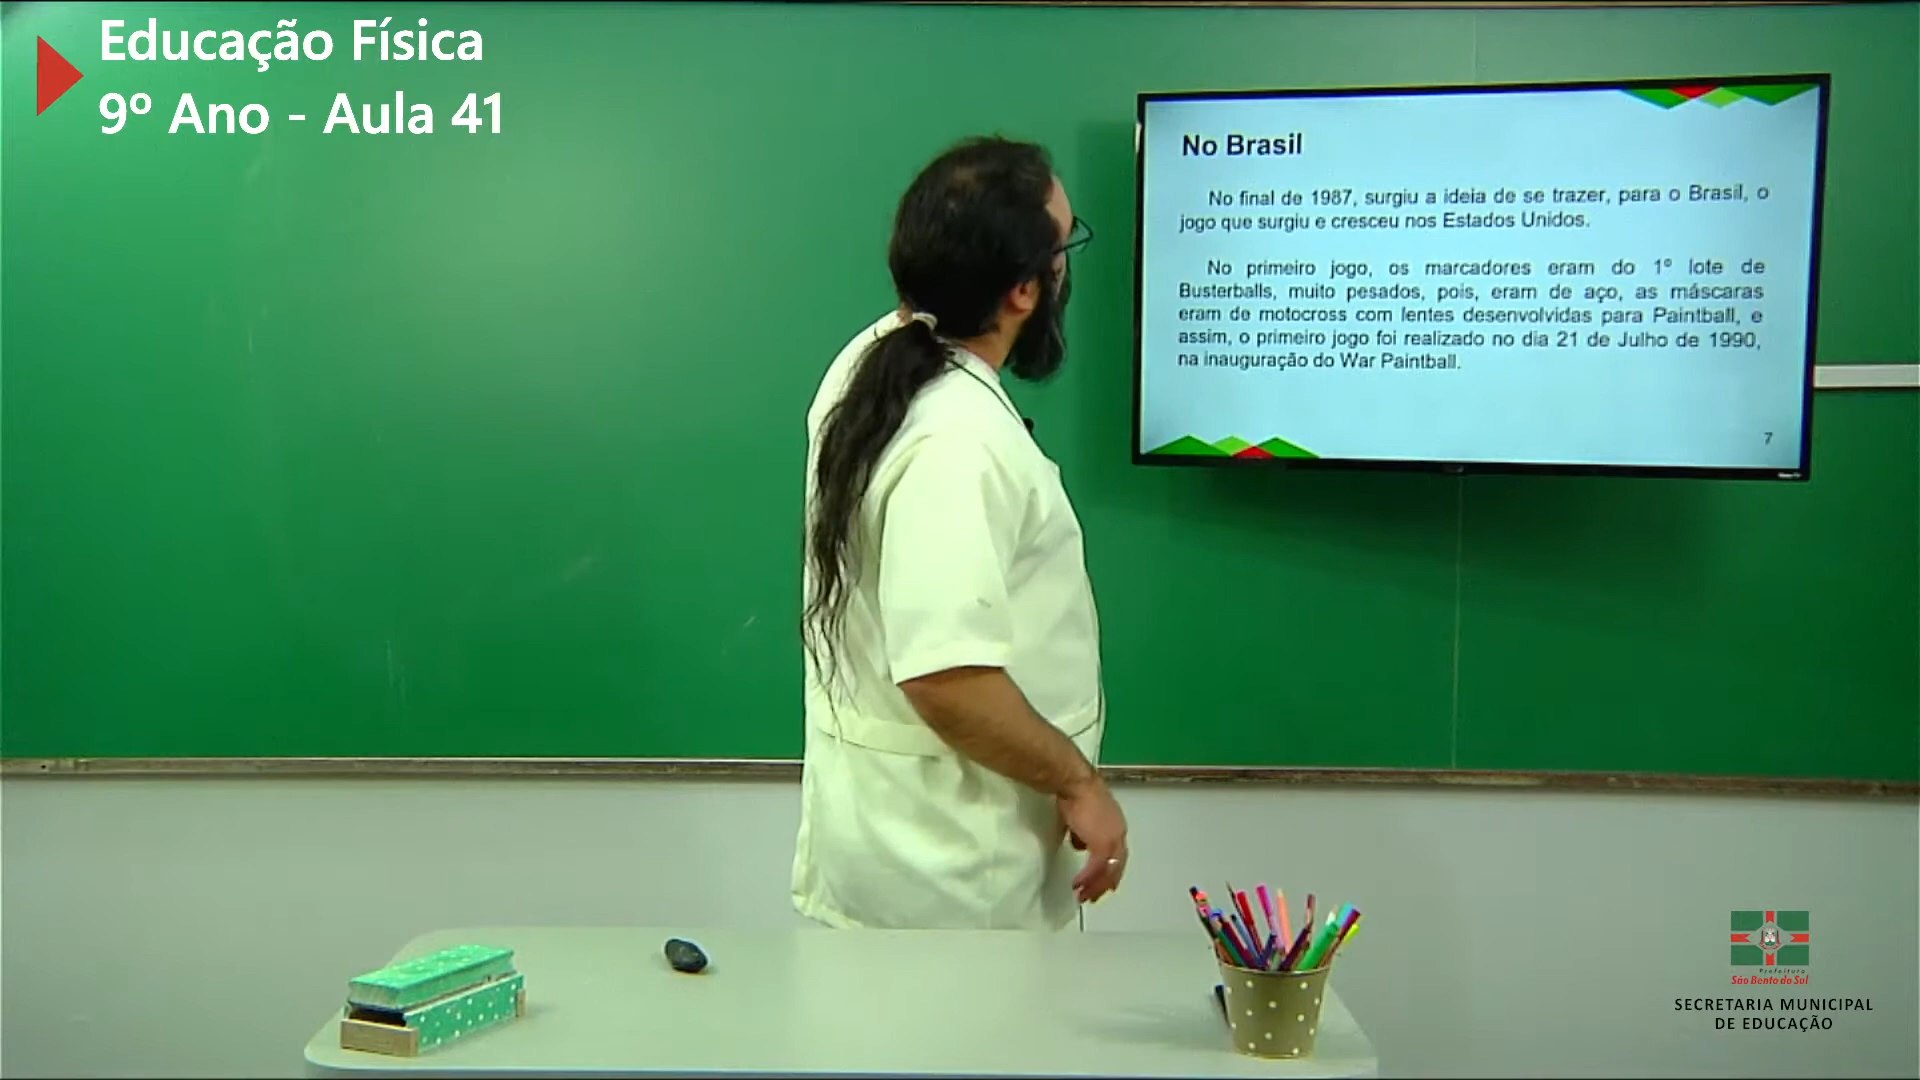 Educação Física
9º Ano - Aula 41
No Brasil
No final de 1987, surgiu a ideia de se trazer, para o Brasil, o
jogo que surgiu e cresceu nos Estados Unidos.
No primeiro jogo, os marcadores eram do 1º lote de
Busterballs, muito pesados, pois, eram de aço, as máscaras
eram de motocross com lentes desenvolvidas para Paintball, e
assim, o primeiro jogo foi realizado no dia 21 de Julho de 1990,
na inauguração do War Paintball.
7
Prefeitura
São Bento do Sul
SECRETARIA MUNICIPAL
DE EDUCAÇÃO